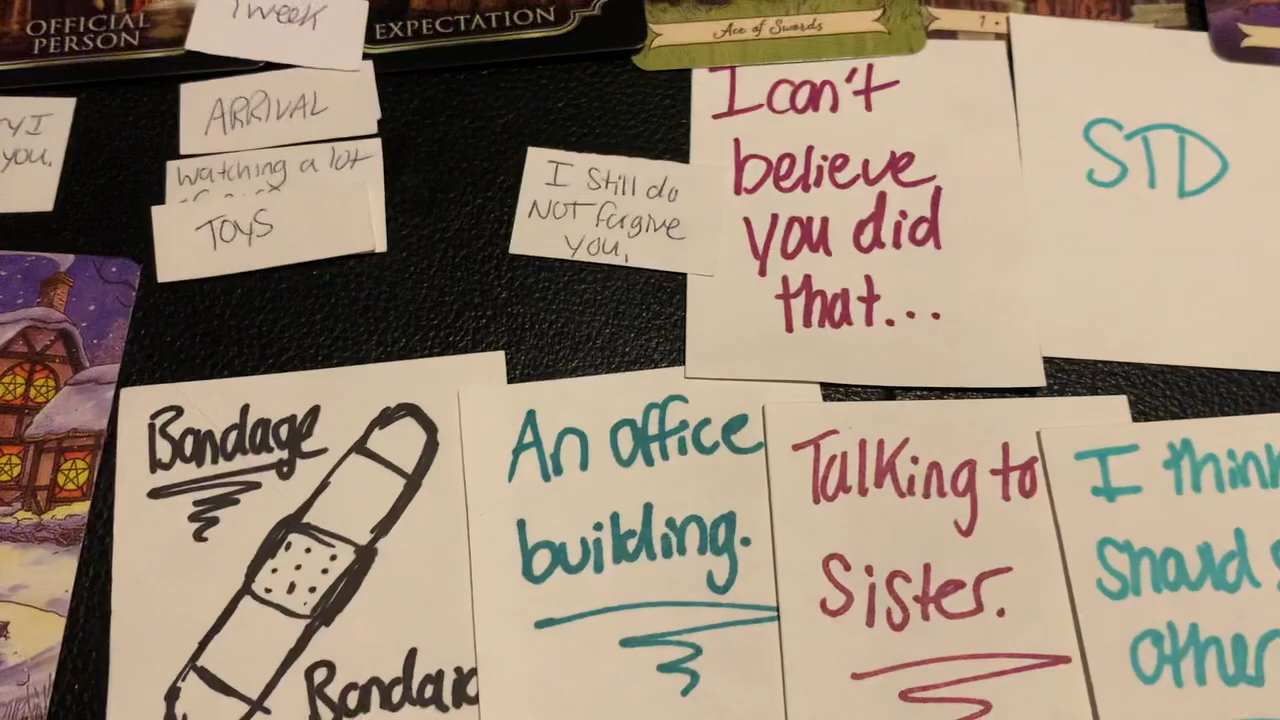 OFFICIAL
PERSON
1 week
EXPECTATION
Ace of Swords
ARRIVAL
watching a lot
TOYS
you.
I still do
NOT forgive
you.
I can't
believe
you did
that...
STD
Bandage
An office
building.
Talking to
Sister.
I think
should
other